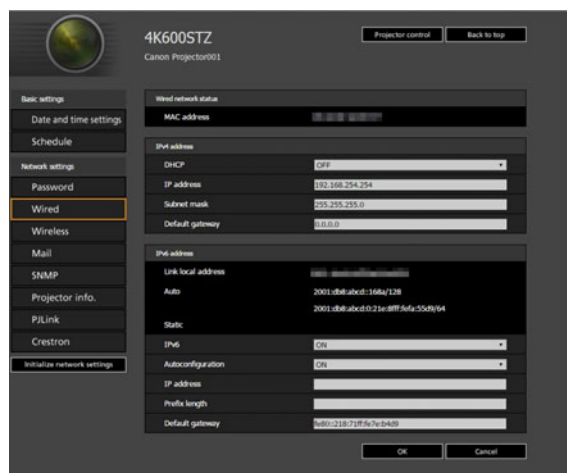 4K600STZ
Canon Projector001
Projector control
Back to top
Basic settings
Date and time settings
Schedule
Network settings
Password
Wired
Wireless
Mail
SNMP
Projector info.
PJLink
Crestron
Initialize network settings
Wired network status
MAC address
IPv4 address
DHCP
OFF
IP address
192.168.254.254
Subnet mask
255.255.255.0
Default gateway
0.0.0.0
IPv6 address
Link local address
Auto
2001:db8:abcd::168a/128
2001:db8:abcd:0:21e:8fff:fefa:55d9/64
Static
IPv6
ON
Autoconfiguration
ON
IP address
Prefix length
Default gateway
fe80::218:71ff:fe7e:b4d9
OK
Cancel